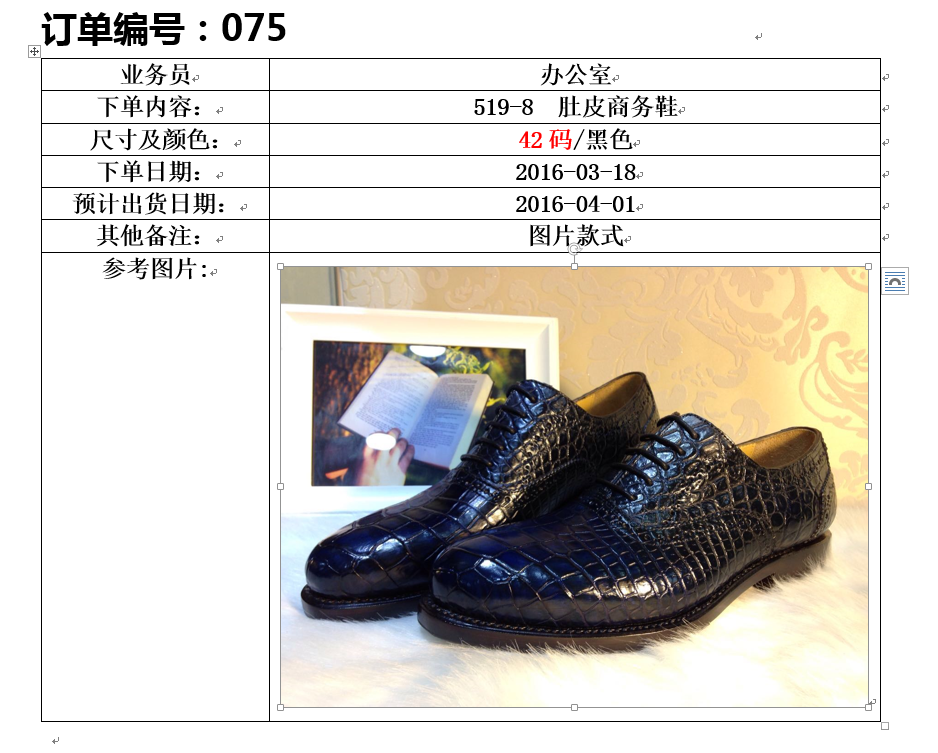 订单编号：075
业务员 办公室
下单内容： 519-8 肚皮商务鞋
尺寸及颜色： 42 码/黑色
下单日期： 2016-03-18
预计出货日期： 2016-04-01
其他备注： 图片款式
参考图片: